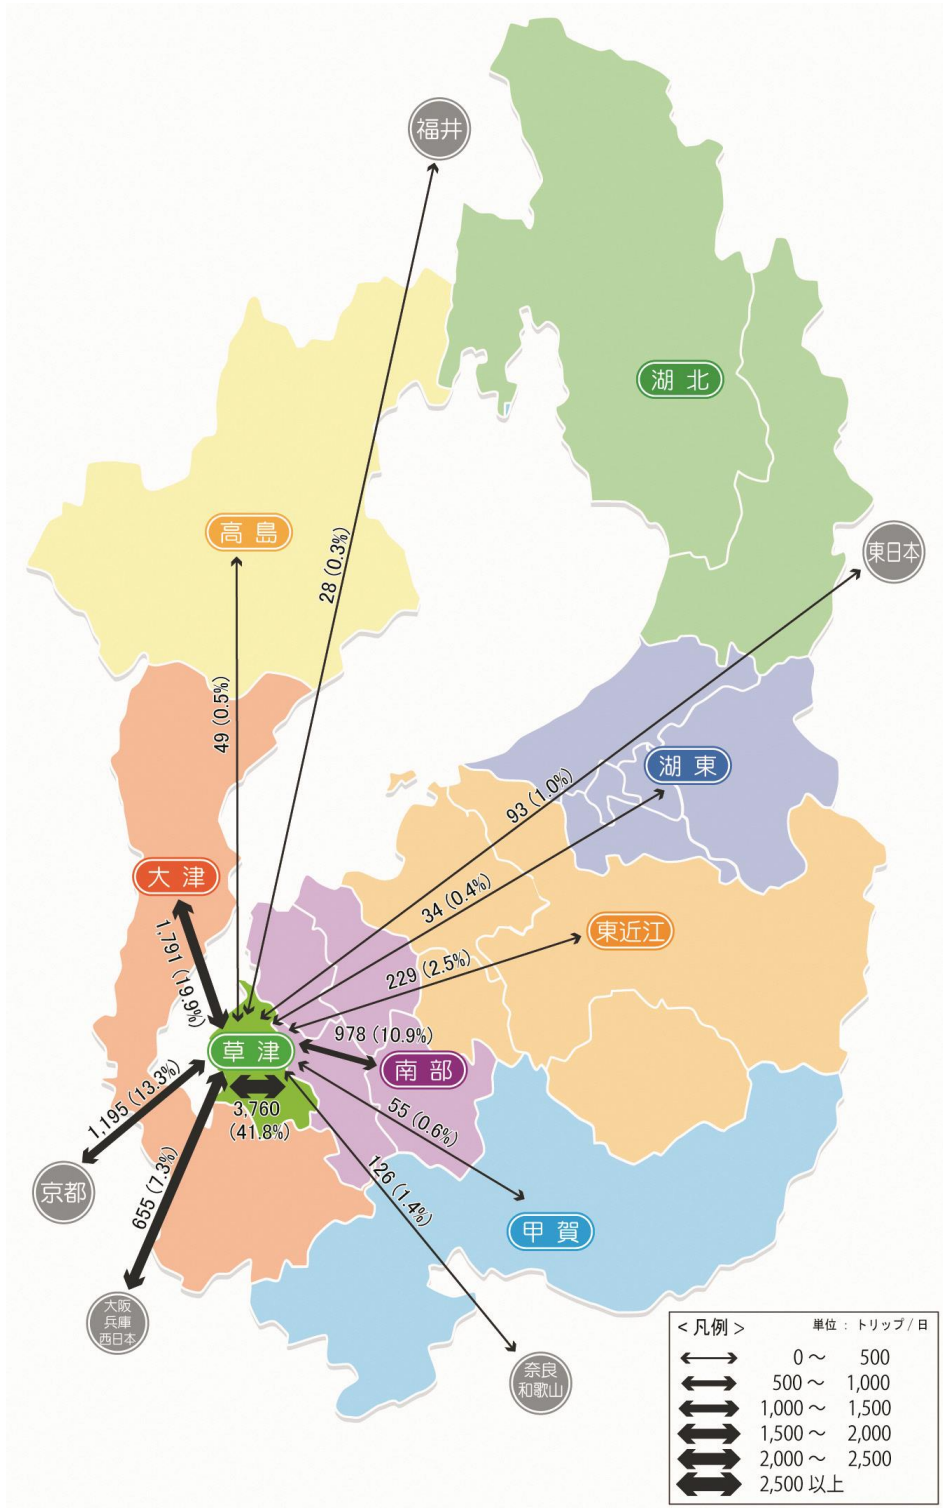 福井
湖北
高島
東日本
28(0.3%)
49(0.5%)
湖東
93(1.0%)
大津
34(0.4%)
東近江
1,791(19.9%)
229(2.5%)
978(10.9%)
草津
南部
3,760
(41.8%)
1,195(13.3%)
55(0.6%)
京都
655(7.3%)
126(1.4%)
甲賀
大阪
兵庫
西日本
奈良
和歌山
<凡例> 単位:トリップ/日
0~ 500
500~ 1,000
1,000~ 1,500
1,500~ 2,000
2,000~ 2,500
2,500以上